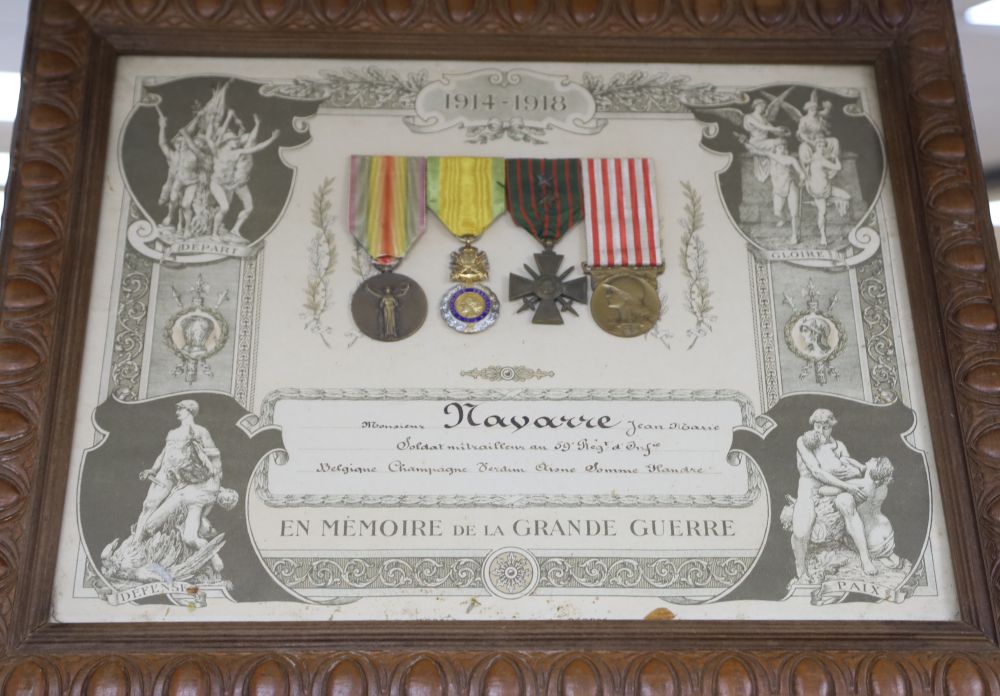 1914-1918
DÉPART
GLOIRE
Monsieur Navarre Jean Marie
Soldat mitrailleur au 59e Régt d'Infie
Belgique Champagne Verdun Aisne Somme Flandre
EN MÉMOIRE DE LA GRANDE GUERRE
DÉFENSE
PAIX